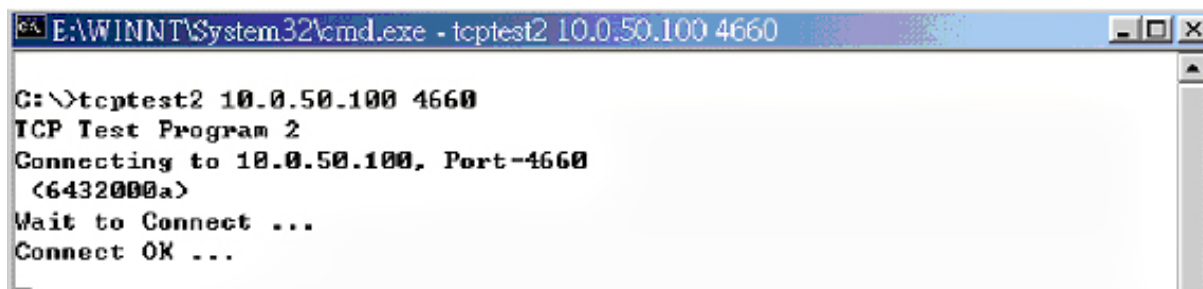 E:\WINNT\System32\cmd.exe - tcptest2 10.0.50.100 4660
C:\>tcptest2 10.0.50.100 4660
TCP Test Program 2
Connecting to 10.0.50.100, Port-4660
(6432000a)
Wait to Connect ...
Connect OK ...